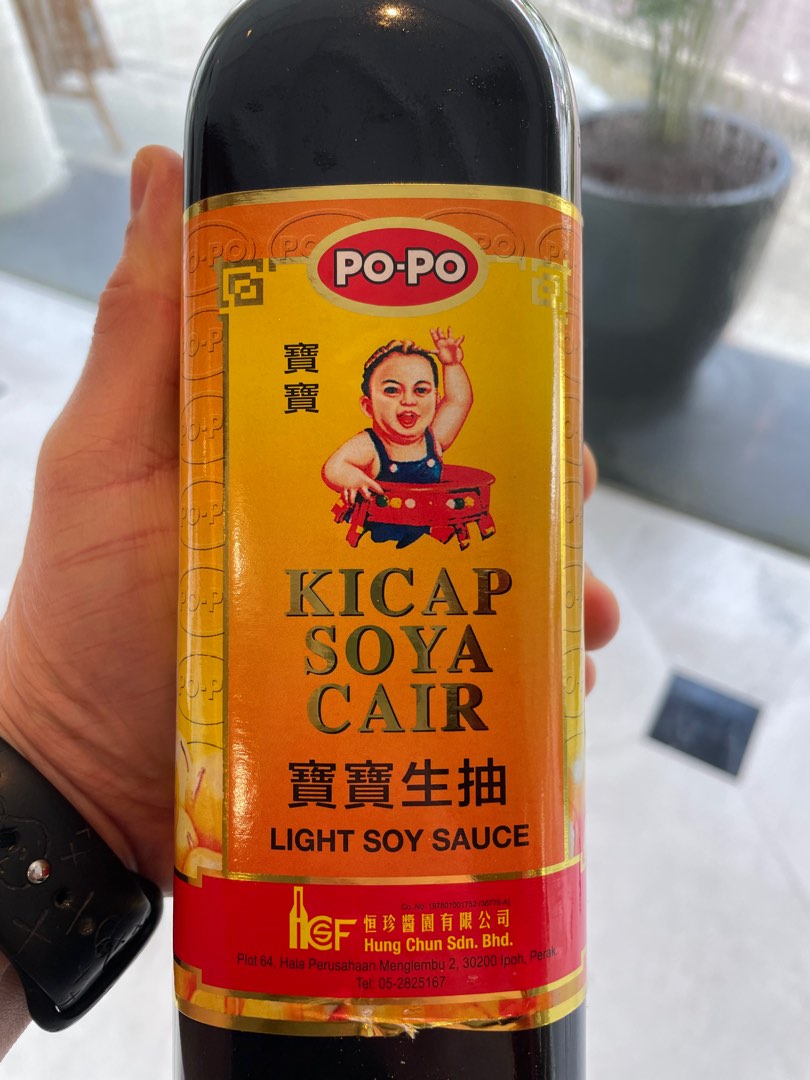 PO-PO
寶
寶
KICAP
SOYA
CAIR
寶寶生抽
LIGHT SOY SAUCE
HCSF
恒珍醬園有限公司
Hung Chun Sdn. Bhd.
Plot 64, Hala Perusahaan Menglembu 2, 30200 Ipoh, Perak.
Tel: 05-2825167